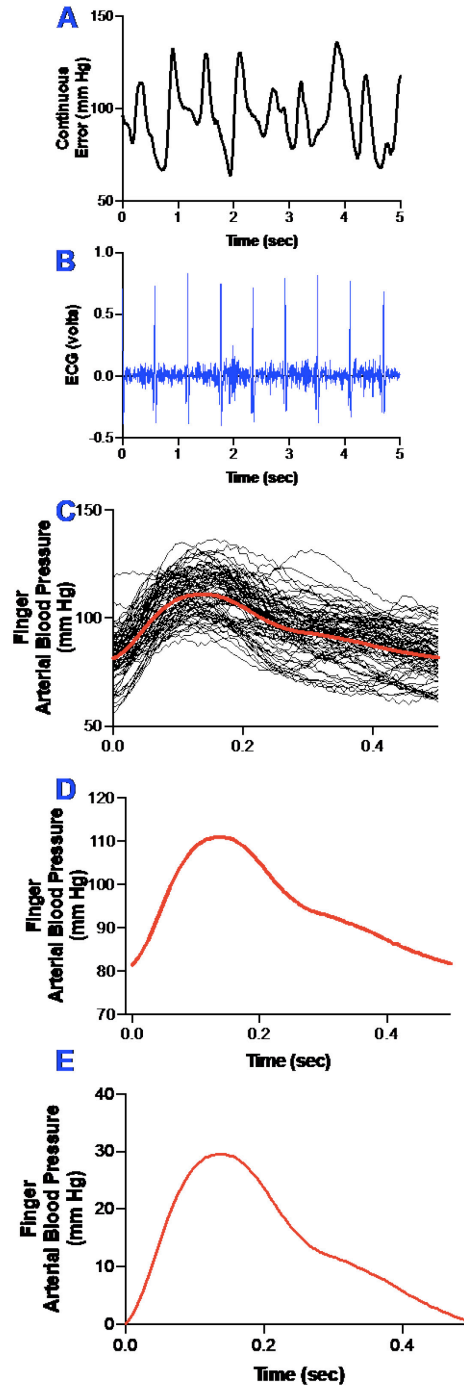 A
150
100
50
Continuous
Error (mm Hg)
0 1 2 3 4 5
Time (sec)
B
1.0
0.5
0.0
-0.5
ECG (volts)
0 1 2 3 4 5
Time (sec)
C
150
100
50
Finger
Arterial Blood Pressure
(mm Hg)
0.0 0.2 0.4
D
120
110
100
90
80
70
Finger
Arterial Blood Pressure
(mm Hg)
0.0 0.2 0.4
Time (sec)
E
40
30
20
10
0
Finger
Arterial Blood Pressure
(mm Hg)
0.0 0.2 0.4
Time (sec)